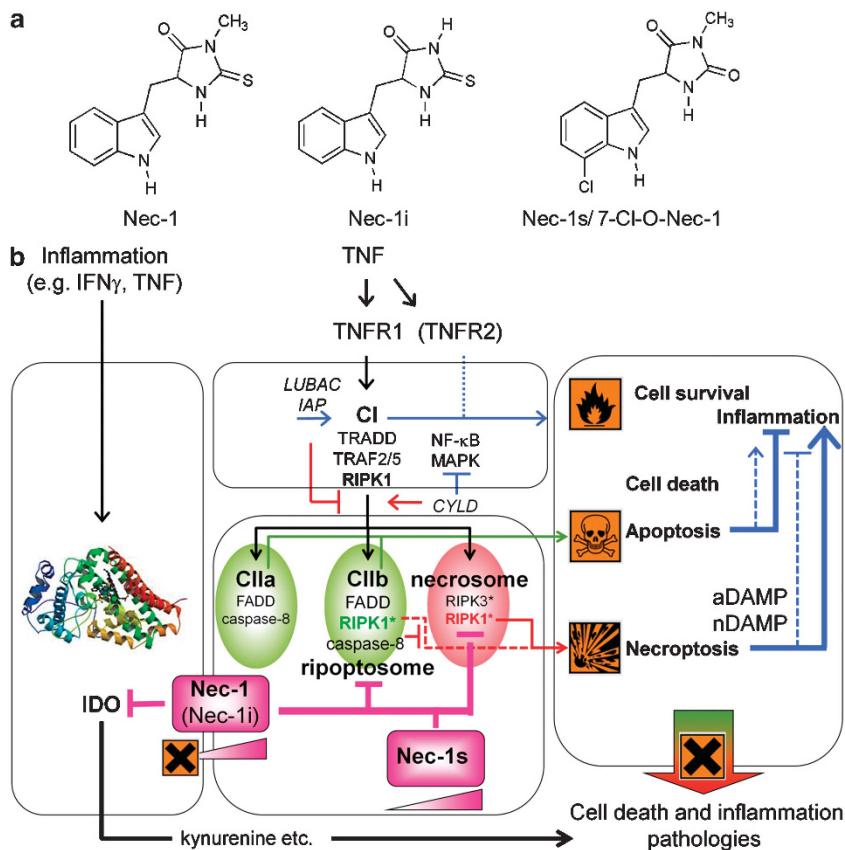 a
O
N
CH₃
S
N
H
N
H
Nec-1
O
N
H
S
N
H
N
H
Nec-1i
O
N
CH₃
O
N
H
N
H
Cl
Nec-1s/ 7-Cl-O-Nec-1
b
Inflammation
(e.g. IFNγ, TNF)
TNF
TNFR1 (TNFR2)
LUBAC
IAP
CI
TRADD
TRAF2/5
RIPK1
NF-κB
MAPK
CYLD
CIIa
FADD
caspase-8
CIIb
FADD
RIPK1*
caspase-8
ripoptosome
necrosome
RIPK3*
RIPK1*
IDO
Nec-1
(Nec-1i)
Nec-1s
Cell survival
Inflammation
Cell death
Apoptosis
aDAMP
nDAMP
Necroptosis
kynurenine etc.
Cell death and inflammation
pathologies